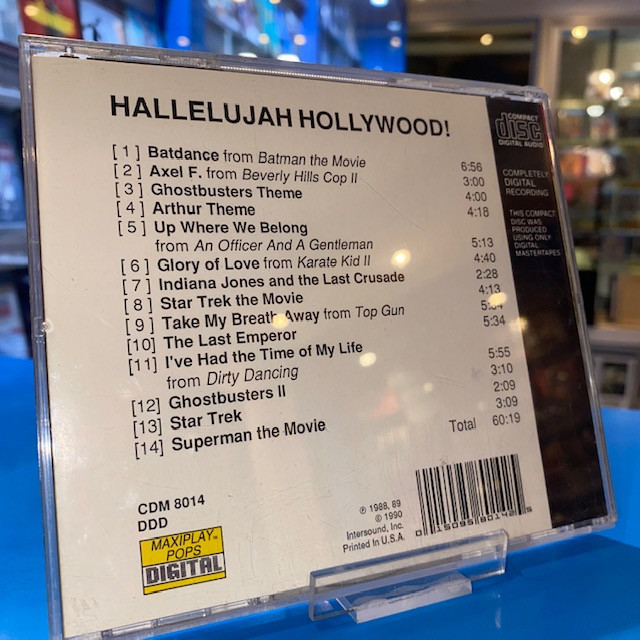 HALLELUJAH HOLLYWOOD!
[ 1 ] Batdance from Batman the Movie 6:56
[ 2 ] Axel F. from Beverly Hills Cop II 3:00
[ 3 ] Ghostbusters Theme 4:00
[ 4 ] Arthur Theme 4:18
[ 5 ] Up Where We Belong
from An Officer And A Gentleman 5:13
[ 6 ] Glory of Love from Karate Kid II 4:40
[ 7 ] Indiana Jones and the Last Crusade 2:28
[ 8 ] Star Trek the Movie 4:13
[ 9 ] Take My Breath Away from Top Gun
[10] The Last Emperor 5:34
[11] I've Had the Time of My Life
from Dirty Dancing 5:55
[12] Ghostbusters II 3:10
[13] Star Trek 2:09
[14] Superman the Movie 3:09
Total 60:19
CDM 8014
DDD
MAXIPLAY
POPS
DIGITAL
℗ 1988, 89
© 1990
Intersound, Inc.
Printed in U.S.A.
0 15095 80142 5
COMPACT
disc
DIGITAL AUDIO
COMPLETELY
DIGITAL
RECORDING
THIS COMPACT
DISC WAS
PRODUCED
USING ONLY
DIGITAL
MASTERTAPES